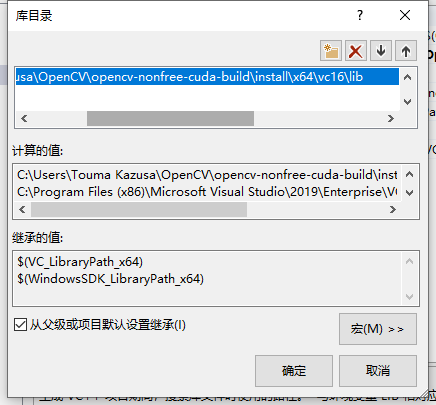 库目录
usa\OpenCV\opencv-nonfree-cuda-build\install\x64\vc16\lib
计算的值:
C:\Users\Touma Kazusa\OpenCV\opencv-nonfree-cuda-build\inst
C:\Program Files (x86)\Microsoft Visual Studio\2019\Enterprise\VC
继承的值:
$(VC_LibraryPath_x64)
$(WindowsSDK_LibraryPath_x64)
从父级或项目默认设置继承(I)
宏(M) >>
确定
取消